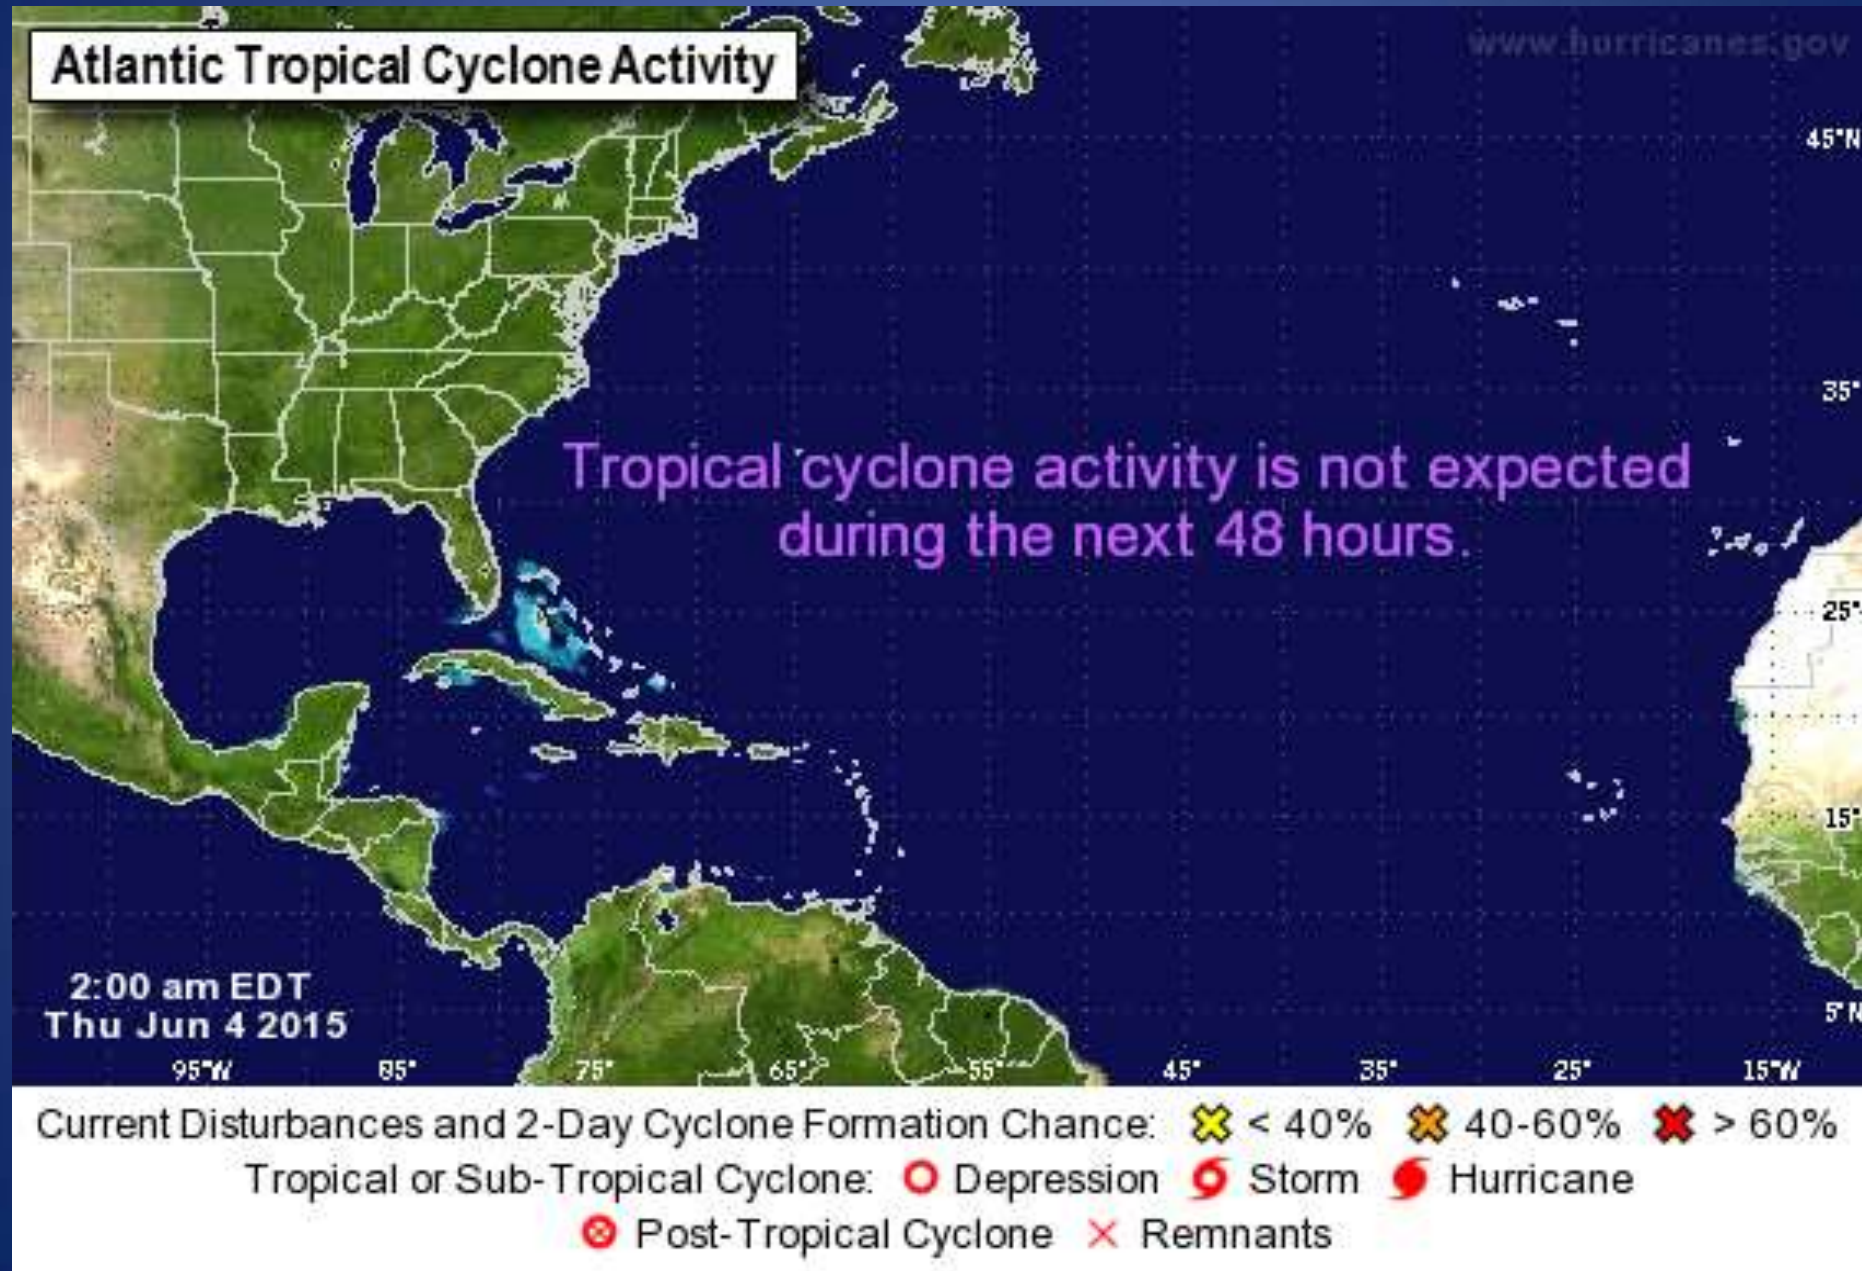 Atlantic Tropical Cyclone Activity
www.hurricanes.gov
45°N
35°
Tropical cyclone activity is not expected
during the next 48 hours.
25°
15°
2:00 am EDT
Thu Jun 4 2015
5°N
95°W 85° 75° 65° 55° 45° 35° 25° 15°W
Current Disturbances and 2-Day Cyclone Formation Chance: < 40% 40-60% > 60%
Tropical or Sub-Tropical Cyclone: Depression Storm Hurricane
Post-Tropical Cyclone Remnants